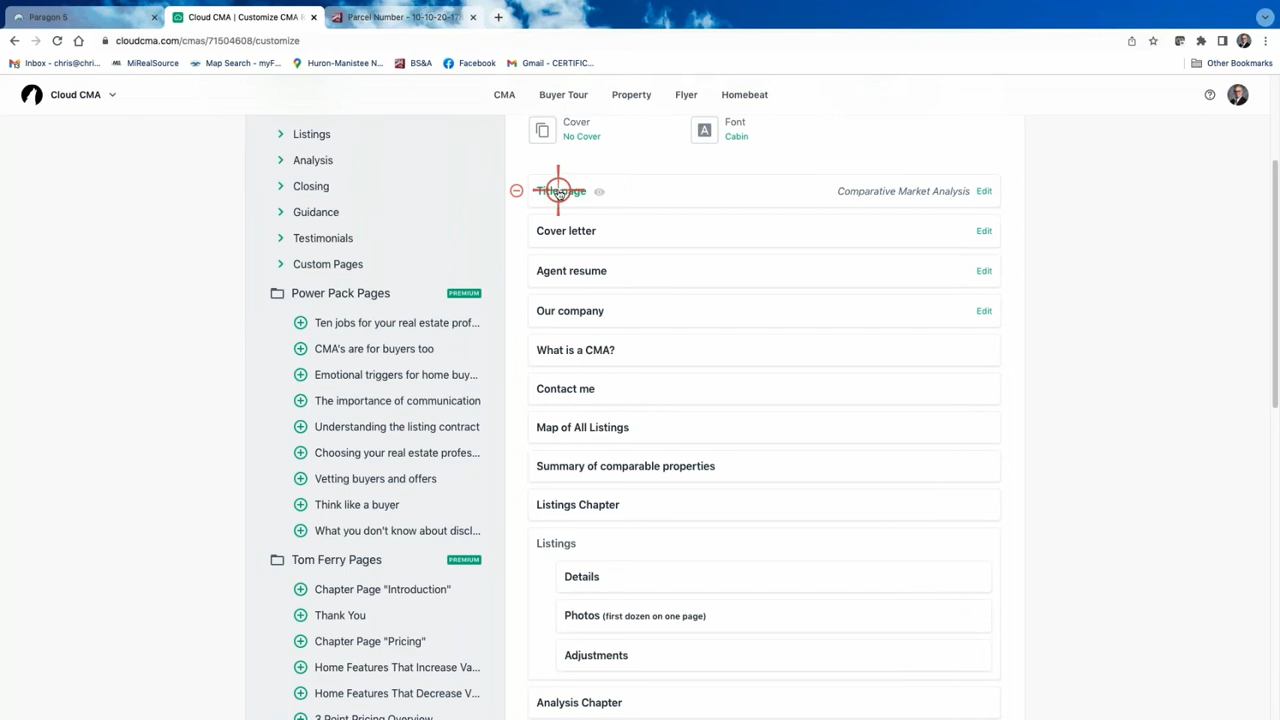 Paragon 5
Cloud CMA | Customize CMA R
Parcel Number - 10-10-20-17
cloudcma.com/cmas/71504608/customize
Inbox - chris@chri...
MiRealSource
Map Search - myF...
Huron-Manistee N...
BS&A
Facebook
Gmail - CERTIFIC...
Other Bookmarks
Cloud CMA
CMA
Buyer Tour
Property
Flyer
Homebeat
Listings
Analysis
Closing
Guidance
Testimonials
Custom Pages
Power Pack Pages PREMIUM
Ten jobs for your real estate prof...
CMA's are for buyers too
Emotional triggers for home buy...
The importance of communication
Understanding the listing contract
Choosing your real estate profes...
Vetting buyers and offers
Think like a buyer
What you don't know about discl...
Tom Ferry Pages PREMIUM
Chapter Page "Introduction"
Thank You
Chapter Page "Pricing"
Home Features That Increase Va...
Home Features That Decrease V...
3 Point Pricing Overview
Cover
No Cover
Font
Cabin
Title page Comparative Market Analysis Edit
Cover letter Edit
Agent resume Edit
Our company Edit
What is a CMA?
Contact me
Map of All Listings
Summary of comparable properties
Listings Chapter
Listings
Details
Photos (first dozen on one page)
Adjustments
Analysis Chapter